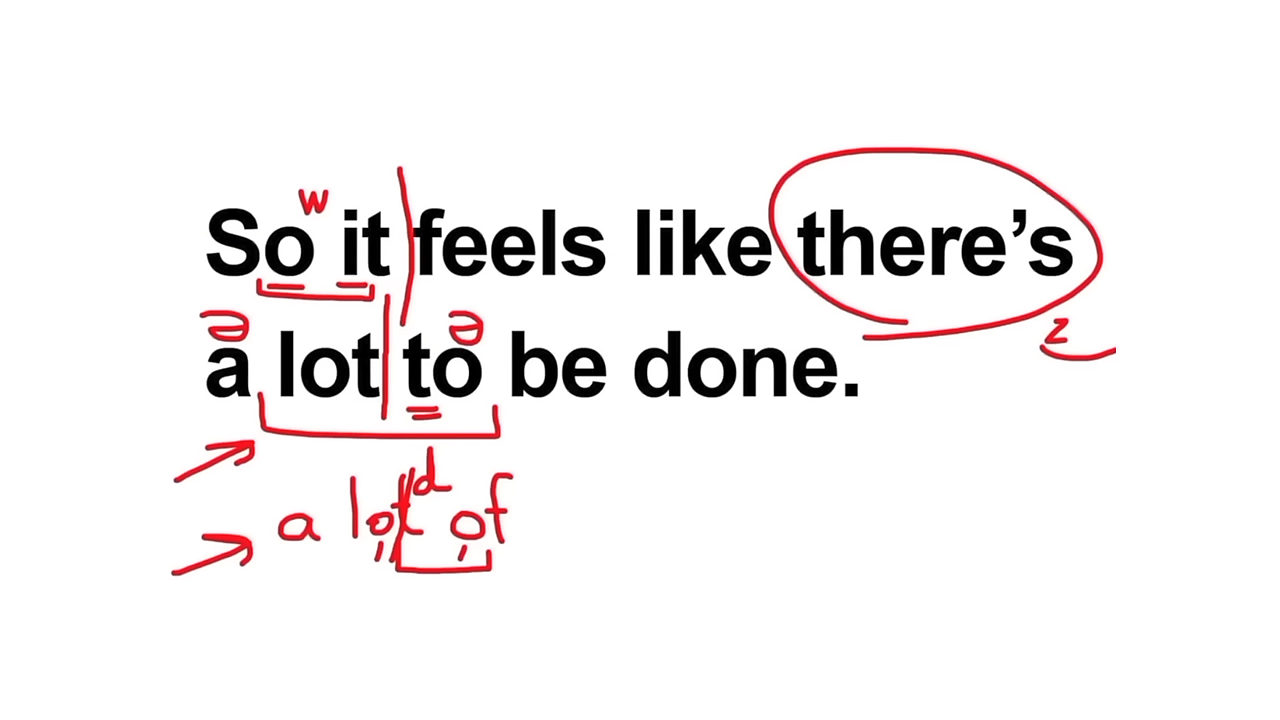 w
So it feels like there's
ə ə z
a lot to be done.
d
a lot of